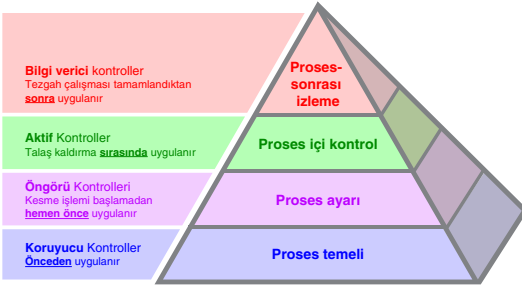 Bilgi verici kontroller
Tezgah çalışması tamamlandıktan
sonra uygulanır
Proses-
sonrası
izleme
Aktif Kontroller
Talaş kaldırma sırasında uygulanır
Proses içi kontrol
Öngörü Kontrolleri
Kesme işlemi başlamadan
hemen önce uygulanır
Proses ayarı
Koruyucu Kontroller
Önceden uygulanır
Proses temeli